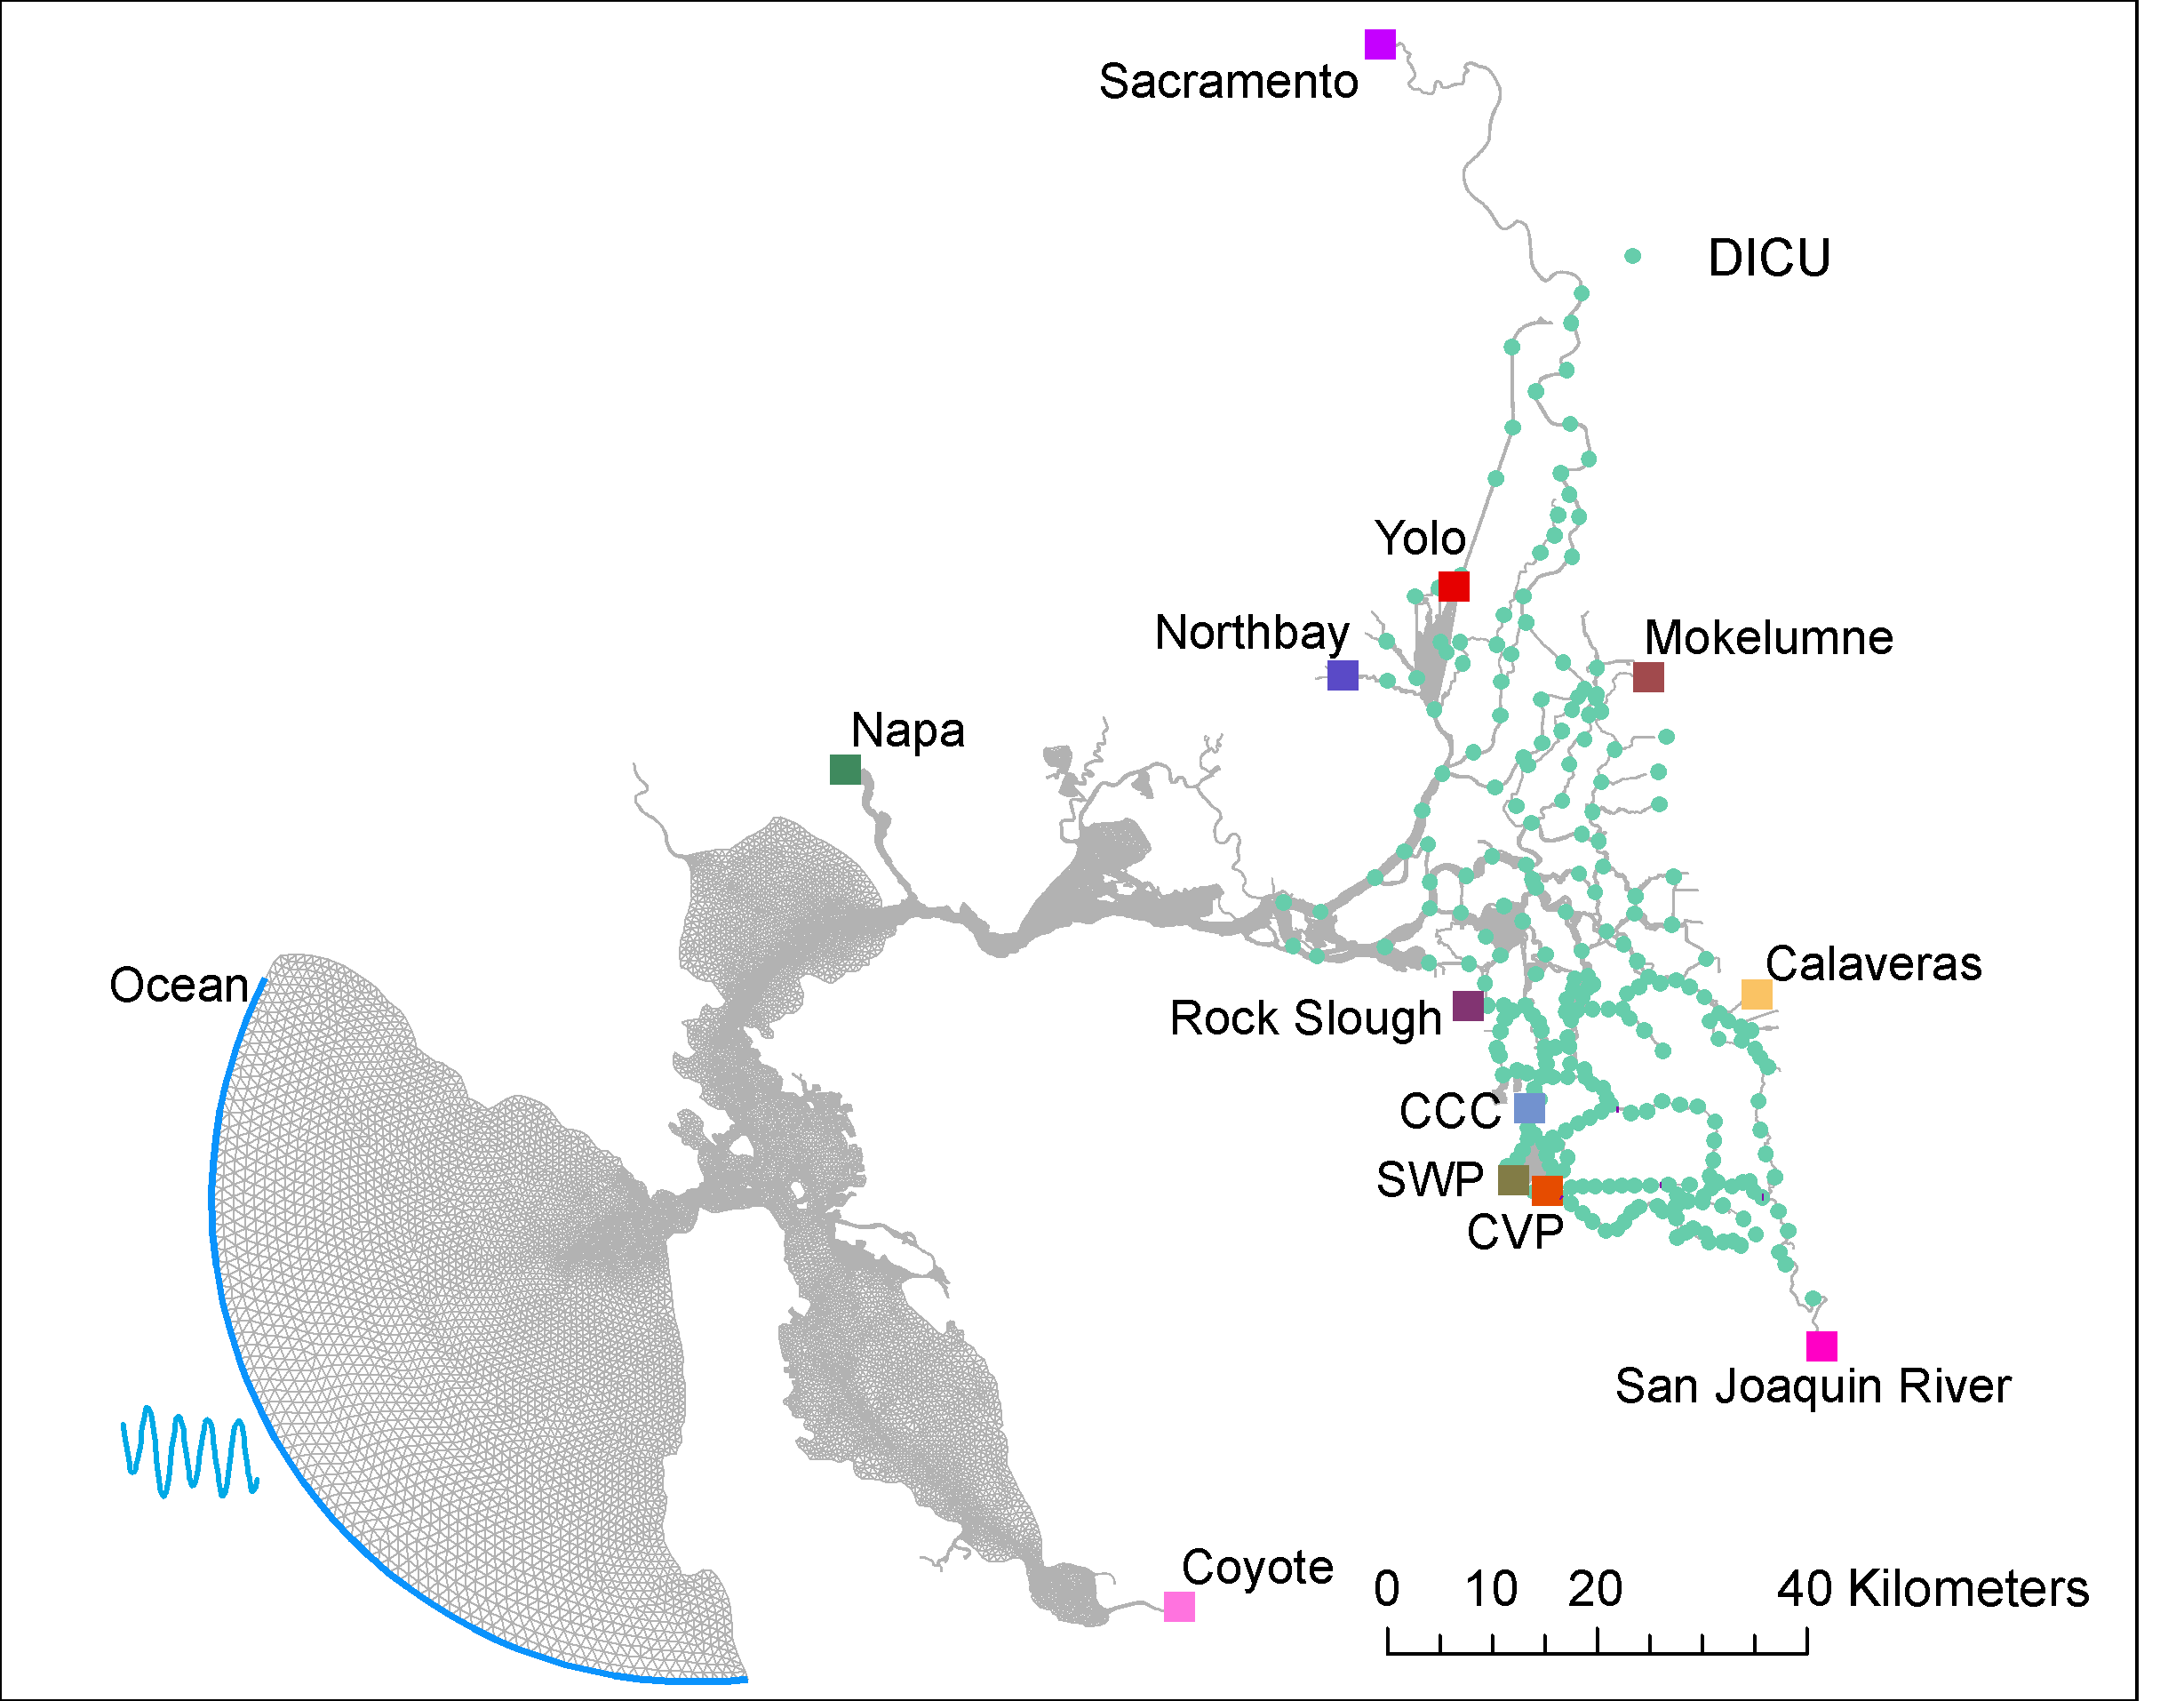 Sacramento
DICU
Yolo
Northbay
Mokelumne
Napa
Calaveras
Ocean
Rock Slough
CCC
SWP
CVP
San Joaquin River
Coyote
0 10 20 40 Kilometers